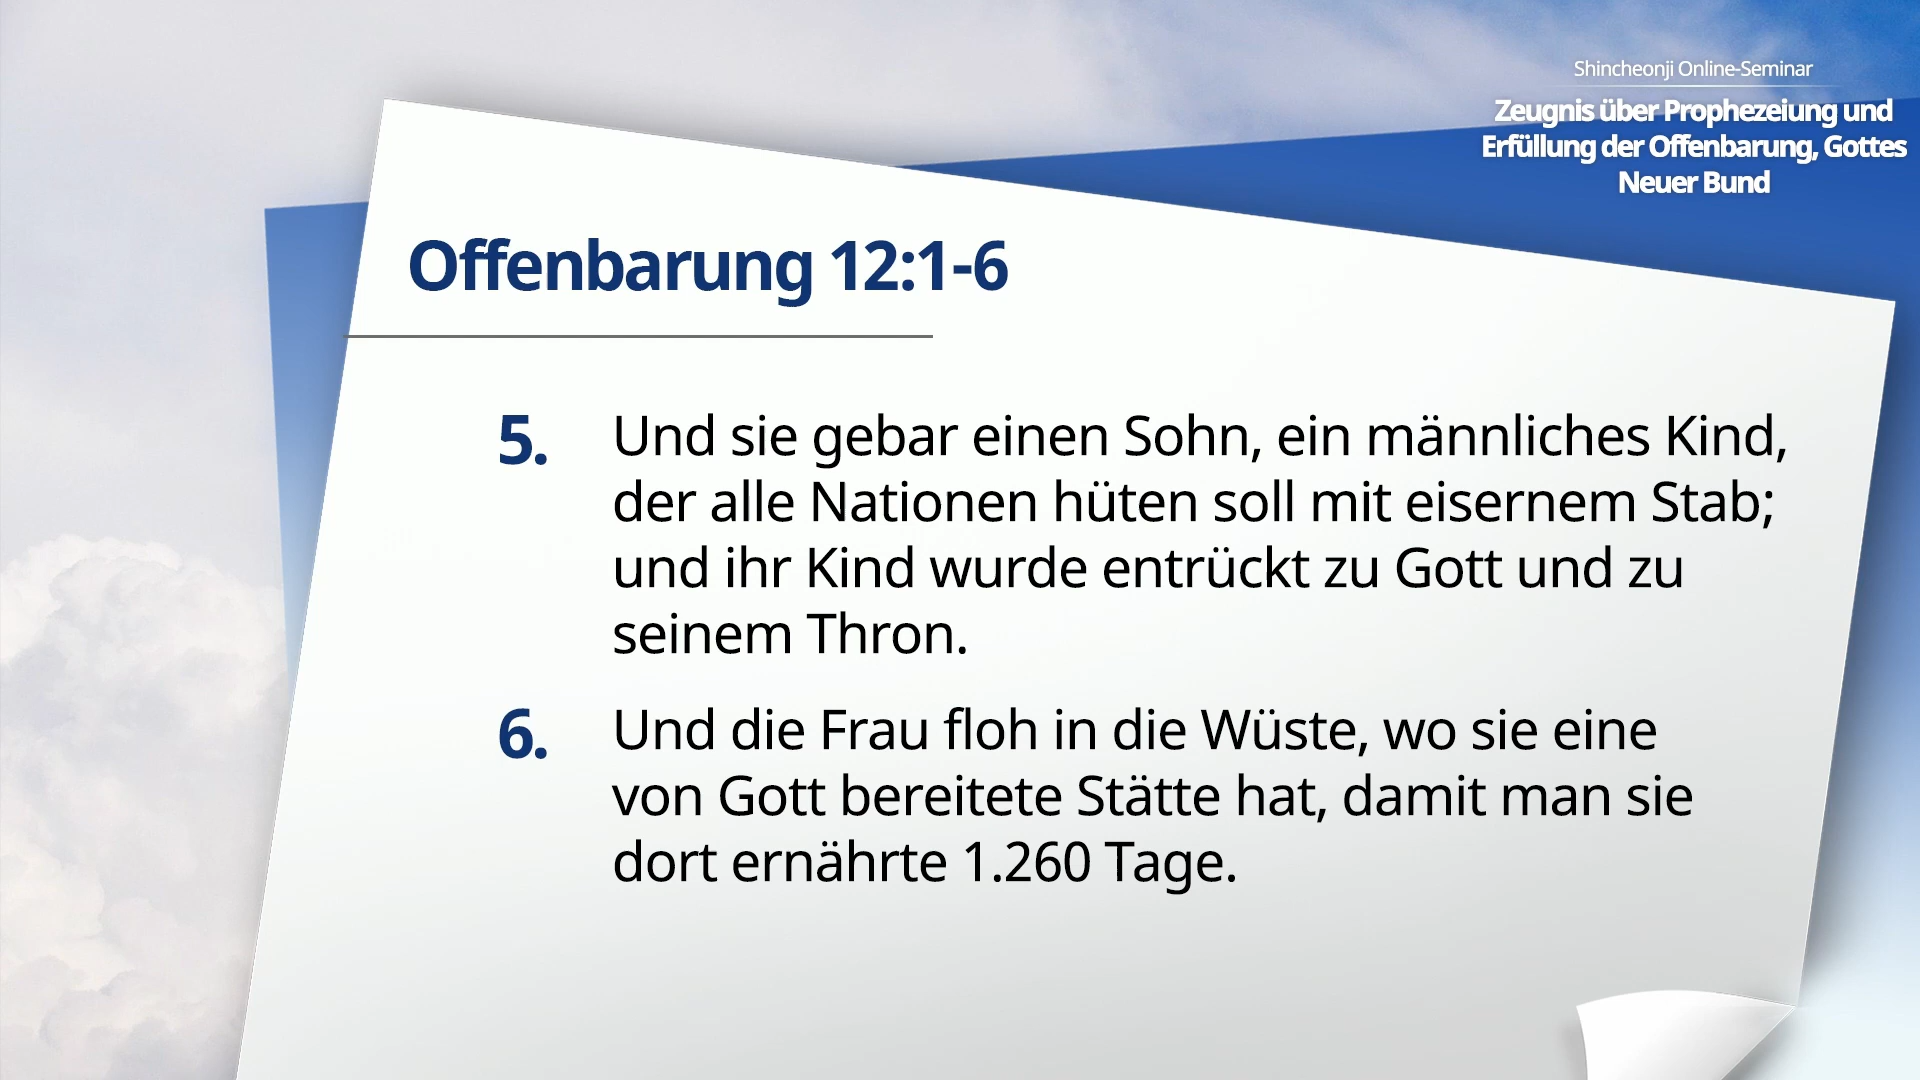 Shincheonji Online-Seminar
Zeugnis über Prophezeiung und
Erfüllung der Offenbarung, Gottes
Neuer Bund
Offenbarung 12:1-6
5. Und sie gebar einen Sohn, ein männliches Kind,
der alle Nationen hüten soll mit eisernem Stab;
und ihr Kind wurde entrückt zu Gott und zu
seinem Thron.
6. Und die Frau floh in die Wüste, wo sie eine
von Gott bereitete Stätte hat, damit man sie
dort ernährte 1.260 Tage.